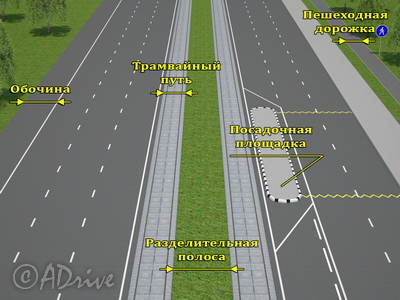 Пешеходная
дорожка
Трамвайный
путь
Обочина
Посадочная
площадка
Разделительная
полоса
©ADrive